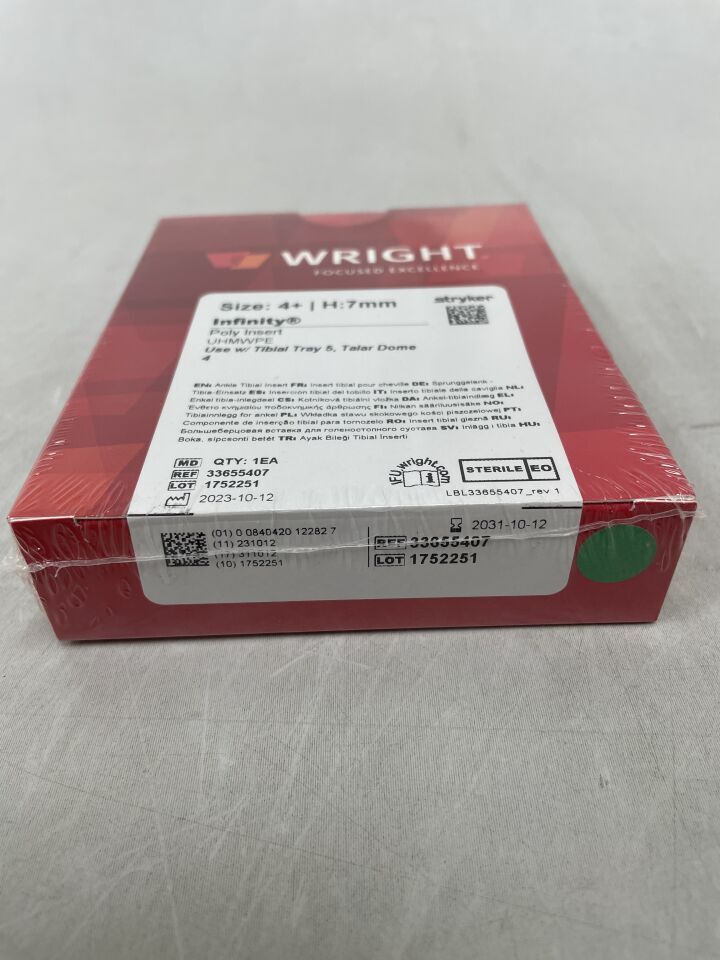 WRIGHT
FOCUSED EXCELLENCE
Size: 4+ | H:7mm
stryker
Infinity®
Poly Insert
UHMWPE
Use w/ Tibial Tray 5, Talar Dome
4
EN: Ankle Tibial Insert FR: Insert tibial pour cheville DE: Sprunggelenk -
Tibia-Einsatz ES: Inserción tibial del tobillo IT: Inserto tibiale della caviglia NL:
Enkel tibia-inlegdeel CS: Kotníková tibiální vložka DA: Ankel-tibiaindlæg EL:
Ένθετο κνημιαίου ποδοκνημικής άρθρωσης FI: Nilkan sääriluusisäke NO:
Tibiainnlegg for ankel PL: Wkładka stawu skokowego kości piszczelowej PT:
Componente de inserção tibial para tornozelo RO: Insert tibial gleznă RU:
Большеберцовая вставка для голеностопного сустава SV: Inlägg i tibia HU:
Boka, sípcsonti betét TR: Ayak Bileği Tibial İnserti
MD QTY: 1EA
REF 33655407
LOT 1752251
2023-10-12
IFU.wright.com
i
STERILE EO
LBL33655407_rev 1
(01) 0 0840420 12282 7
(11) 231012
(17) 311012
(10) 1752251
2031-10-12
REF 33655407
LOT 1752251